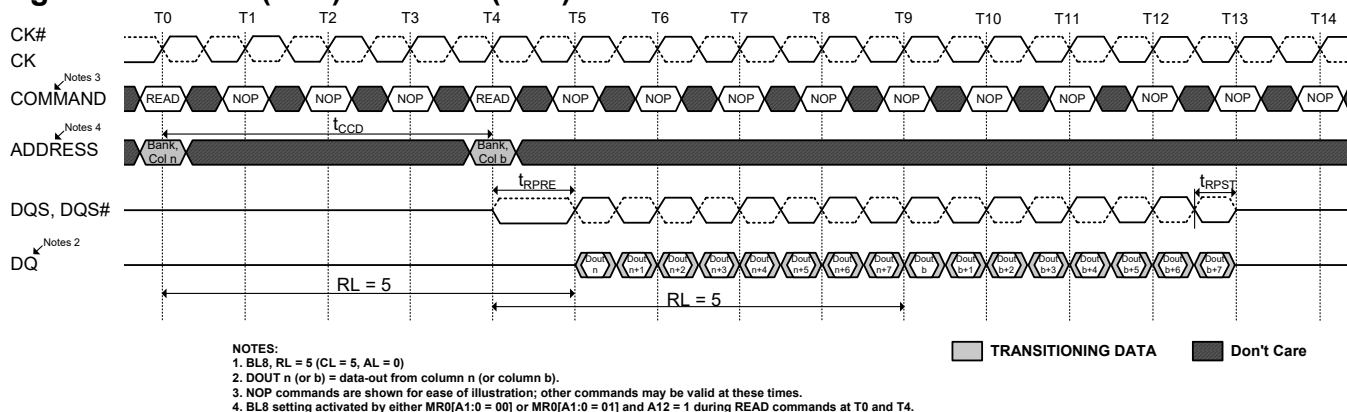 T0 T1 T2 T3 T4 T5 T6 T7 T8 T9 T10 T11 T12 T13 T14
CK#
CK
Notes 3
COMMAND READ NOP NOP NOP READ NOP NOP NOP NOP NOP NOP NOP NOP NOP NOP
Notes 4
tCCD
ADDRESS Bank, Col n Bank, Col b
tRPRE tRPST
DQS, DQS#
Notes 2
DQ Dout n Dout n+1 Dout n+2 Dout n+3 Dout n+4 Dout n+5 Dout n+6 Dout n+7 Dout b Dout b+1 Dout b+2 Dout b+3 Dout b+4 Dout b+5 Dout b+6 Dout b+7
RL = 5
RL = 5
NOTES:
1. BL8, RL = 5 (CL = 5, AL = 0)
2. DOUT n (or b) = data-out from column n (or column b).
3. NOP commands are shown for ease of illustration; other commands may be valid at these times.
4. BL8 setting activated by either MR0[A1:0 = 00] or MR0[A1:0 = 01] and A12 = 1 during READ commands at T0 and T4.
TRANSITIONING DATA
Don't Care